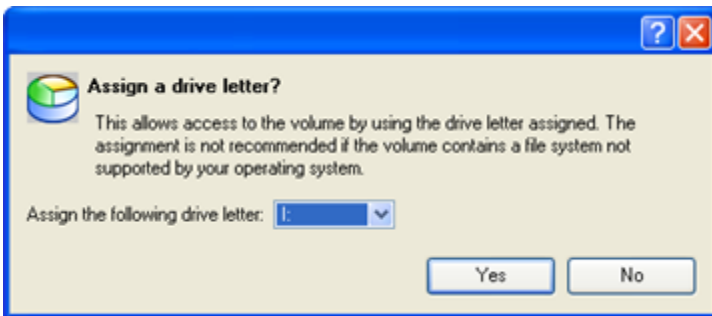 Assign a drive letter?
This allows access to the volume by using the drive letter assigned. The
assignment is not recommended if the volume contains a file system not
supported by your operating system.
Assign the following drive letter: I:
Yes No